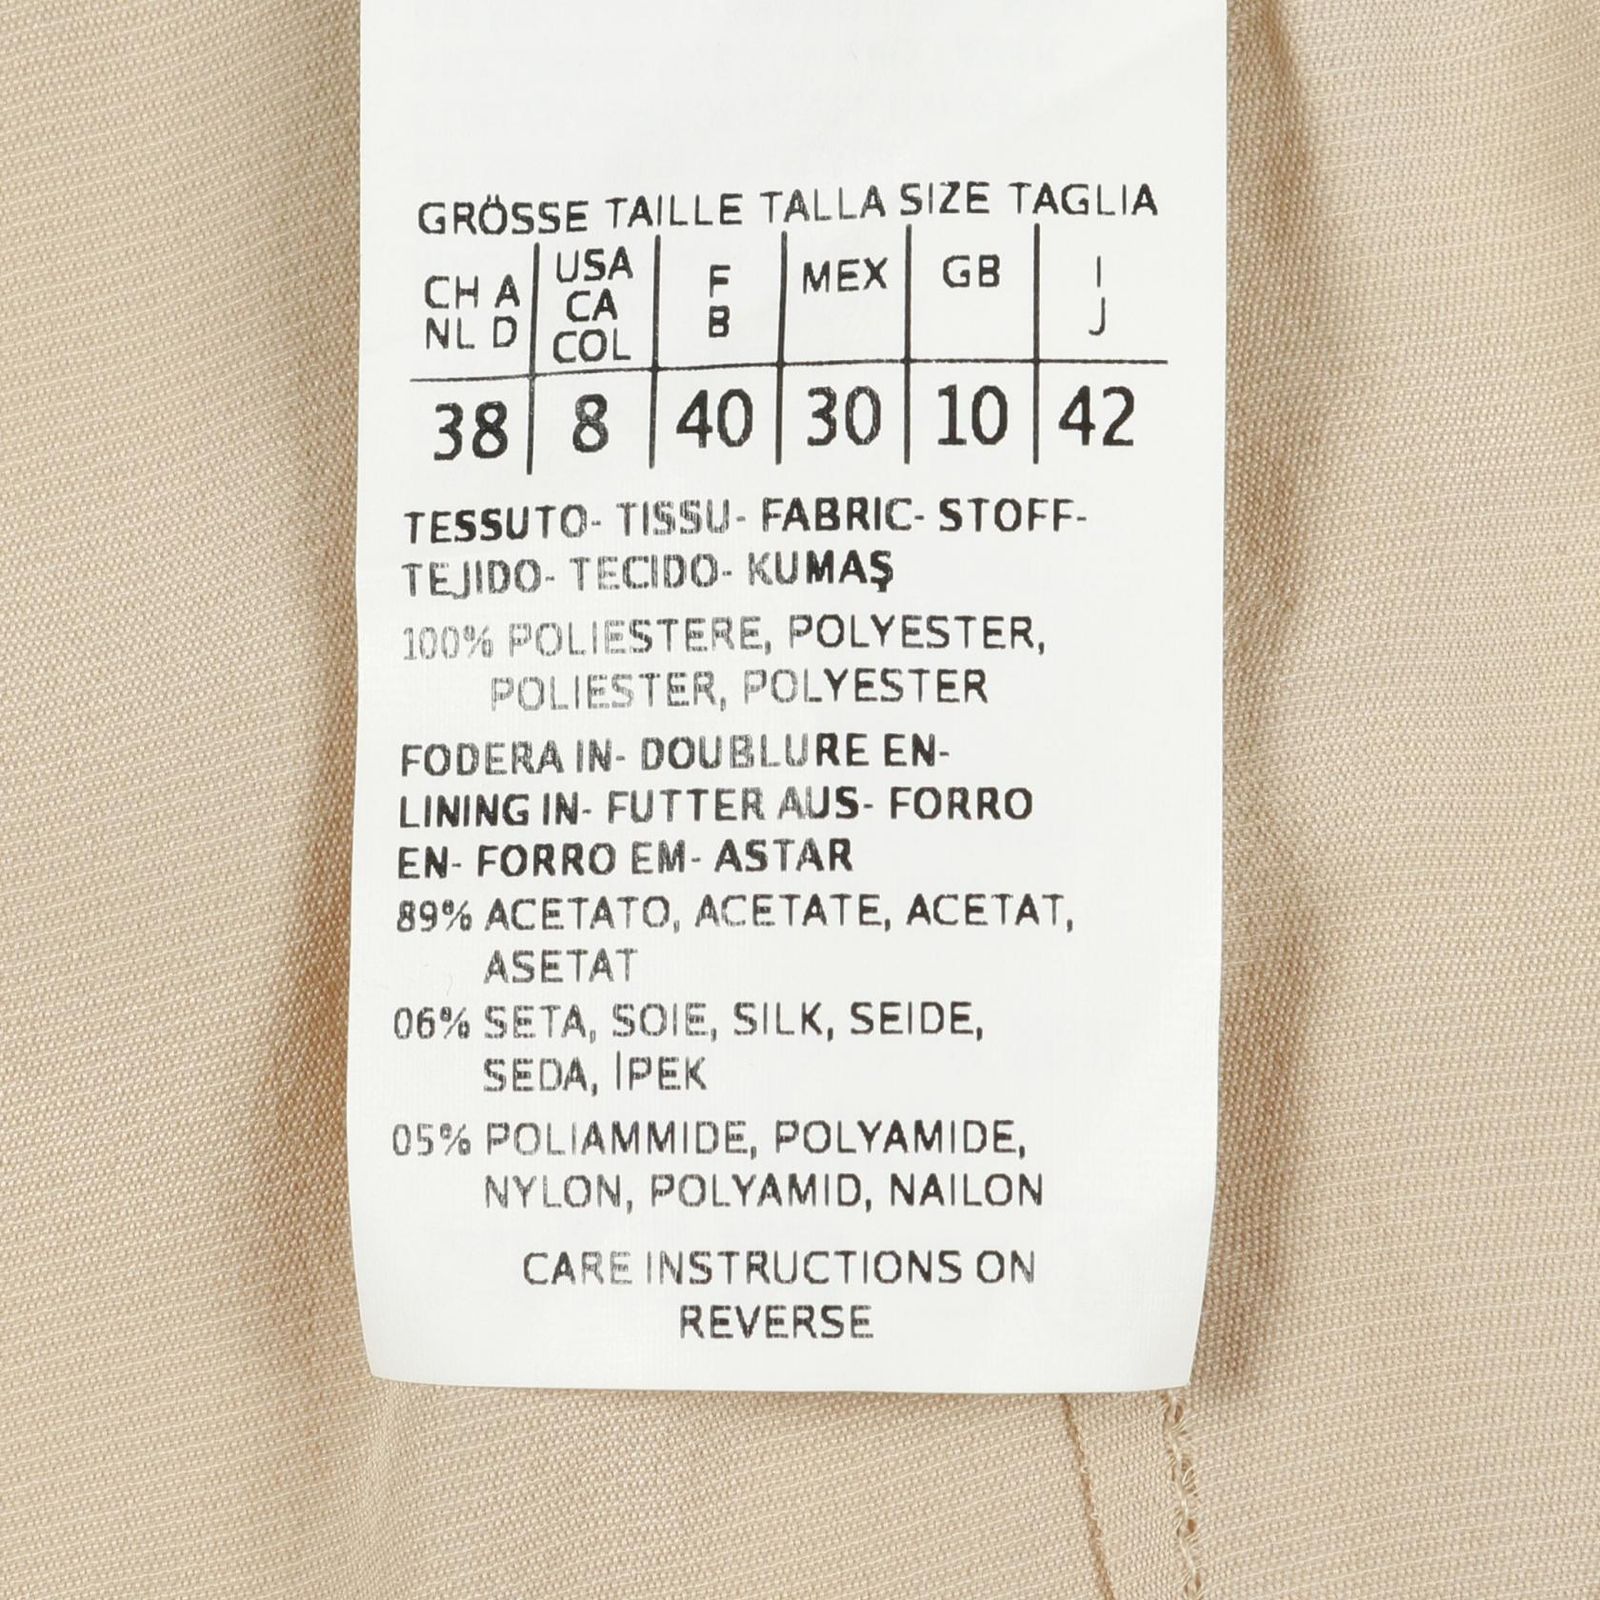 GRÖSSE TAILLE TALLA SIZE TAGLIA
CH A NL D | USA CA COL | F B | MEX | GB | I J
38 | 8 | 40 | 30 | 10 | 42
TESSUTO- TISSU- FABRIC- STOFF-
TEJIDO- TECIDO- KUMAŞ
100% POLIESTERE, POLYESTER,
POLIESTER, POLYESTER
FODERA IN- DOUBLURE EN-
LINING IN- FUTTER AUS- FORRO
EN- FORRO EM- ASTAR
89% ACETATO, ACETATE, ACETAT,
ASETAT
06% SETA, SOIE, SILK, SEIDE,
SEDA, İPEK
05% POLIAMMIDE, POLYAMIDE,
NYLON, POLYAMID, NAILON
CARE INSTRUCTIONS ON
REVERSE